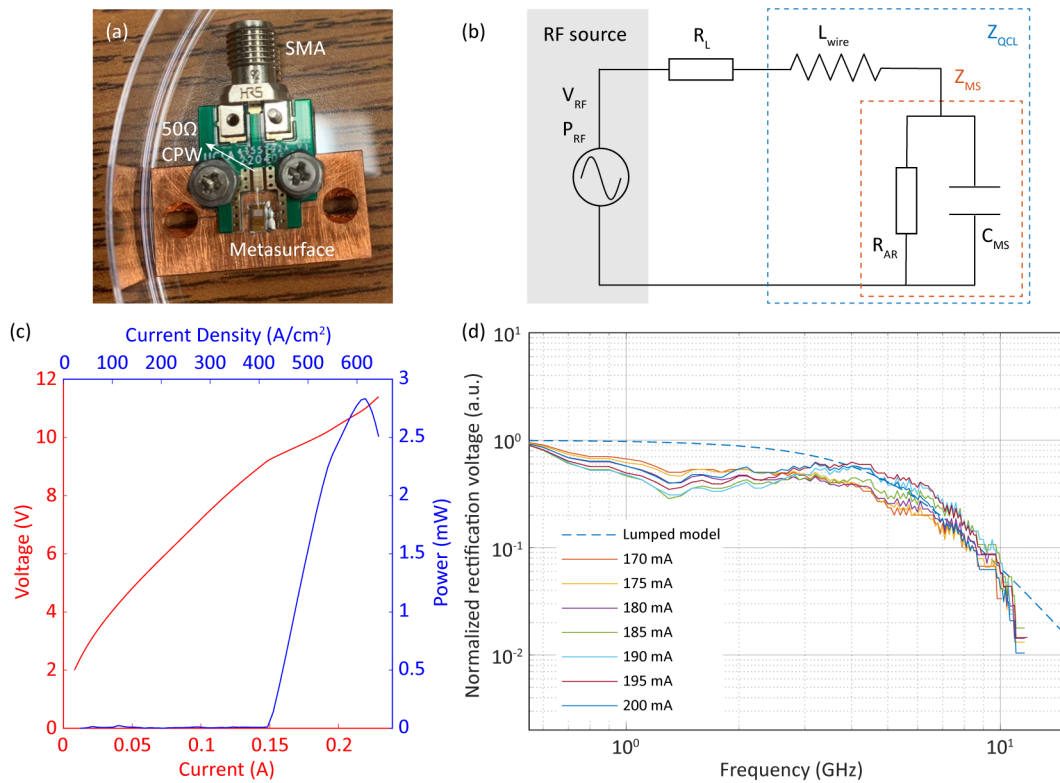 (a)
SMA
HRS
50Ω
CPW
Metasurface
(b)
RF source
R_L
L_wire
Z_QCL
Z_MS
V_RF
P_RF
R_AR
C_MS
(c)
Current Density (A/cm²)
0 100 200 300 400 500 600
Voltage (V)
12
10
8
6
4
2
0
Power (mW)
3
2.5
2
1.5
1
0.5
0
0 0.05 0.1 0.15 0.2
Current (A)
(d)
Normalized rectification voltage (a.u.)
10¹
10⁰
10⁻¹
10⁻²
Lumped model
170 mA
175 mA
180 mA
185 mA
190 mA
195 mA
200 mA
10⁰ 10¹
Frequency (GHz)